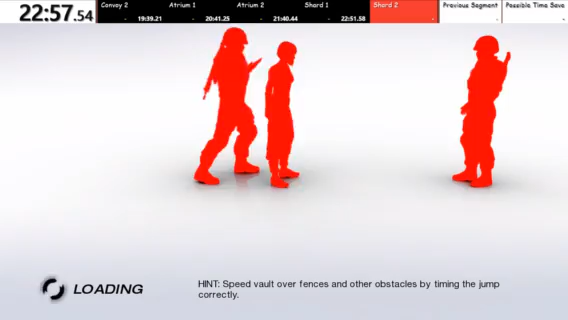 22:57.54
Convoy 2 Atrium 1 Atrium 2 Shard 1 Shard 2 Previous Segment Possible Time Save
- 19:39.21 - 20:41.25 - 21:40.44 - 22:51.58 - - -
HINT: Speed vault over fences and other obstacles by timing the jump
correctly.
LOADING